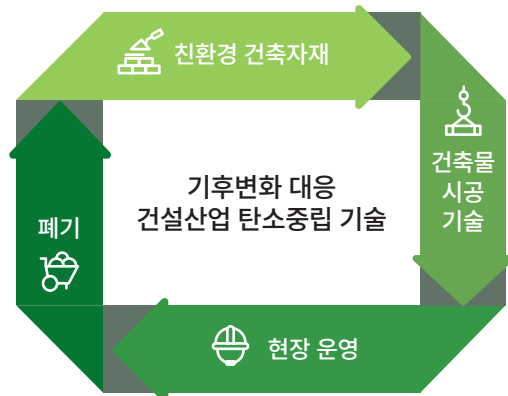 친환경 건축자재
건축물
시공
기술
기후변화 대응
건설산업 탄소중립 기술
폐기
현장 운영